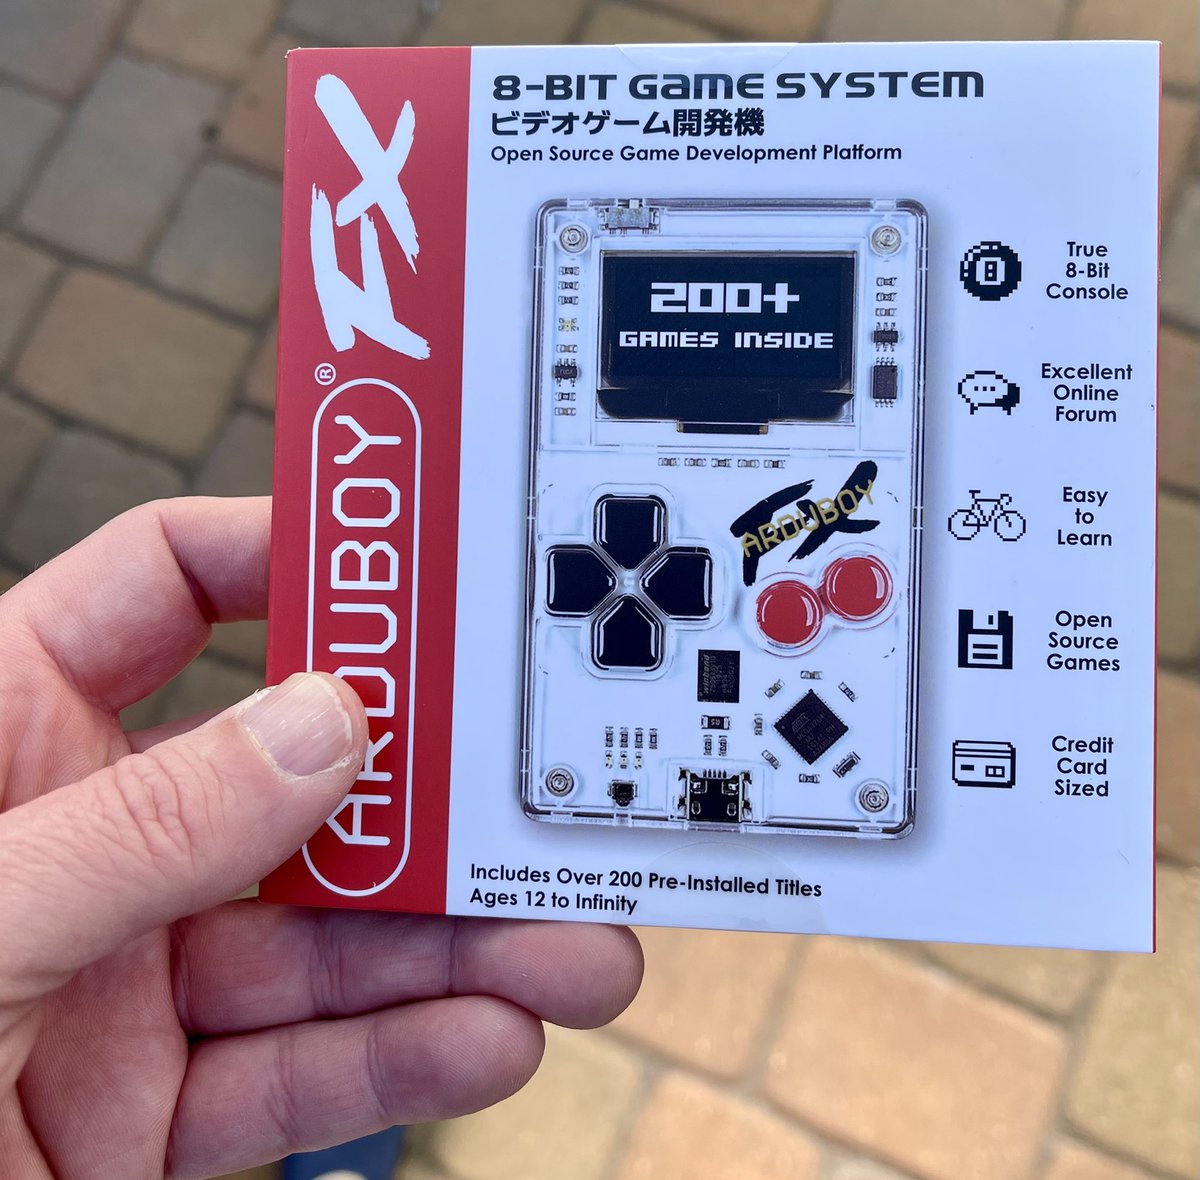 ARDUBOY® FX
8-BIT GAME SYSTEM
ビデオゲーム開発機
Open Source Game Development Platform
200+
GAMES INSIDE
ARDUBOY
FX
8
True
8-Bit
Console
Excellent
Online
Forum
Easy
to
Learn
Open
Source
Games
Credit
Card
Sized
winbond
Includes Over 200 Pre-Installed Titles
Ages 12 to Infinity